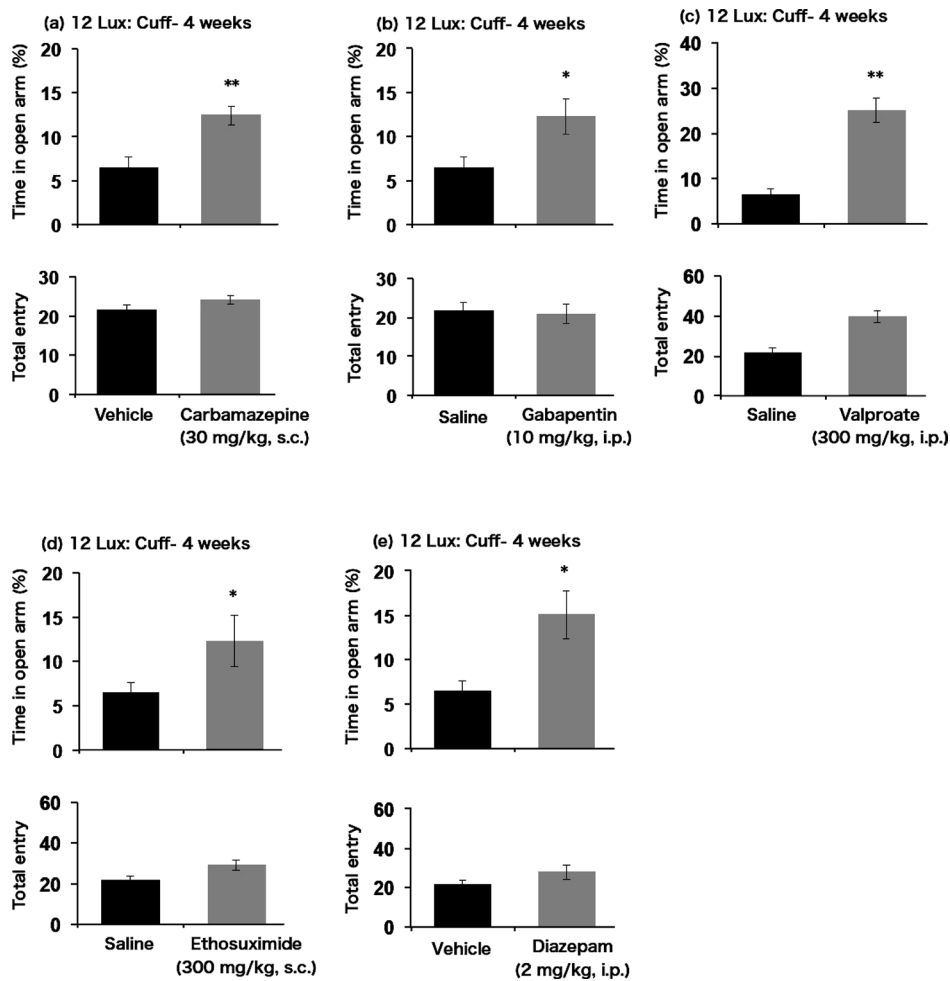 (a) 12 Lux: Cuff- 4 weeks
Time in open arm (%)
20
15
10
5
0
**
Total entry
30
20
10
0
Vehicle
Carbamazepine
(30 mg/kg, s.c.)
(b) 12 Lux: Cuff- 4 weeks
Time in open arm (%)
20
15
10
5
0
*
Total entry
30
20
10
0
Saline
Gabapentin
(10 mg/kg, i.p.)
(c) 12 Lux: Cuff- 4 weeks
Time in open arm (%)
40
30
20
10
0
**
Total entry
60
40
20
0
Saline
Valproate
(300 mg/kg, i.p.)
(d) 12 Lux: Cuff- 4 weeks
Time in open arm (%)
20
15
10
5
0
*
Total entry
60
40
20
0
Saline
Ethosuximide
(300 mg/kg, s.c.)
(e) 12 Lux: Cuff- 4 weeks
Time in open arm (%)
20
15
10
5
0
*
Total entry
60
40
20
0
Vehicle
Diazepam
(2 mg/kg, i.p.)